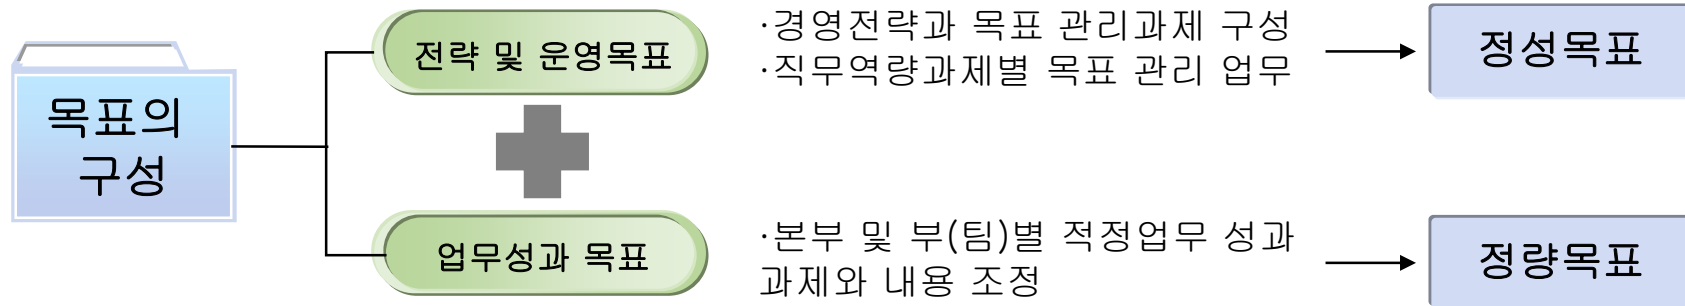 목표의
구성
전략 및 운영목표
·경영전략과 목표 관리과제 구성
·직무역량과제별 목표 관리 업무
정성목표
업무성과 목표
·본부 및 부(팀)별 적정업무 성과
과제와 내용 조정
정량목표